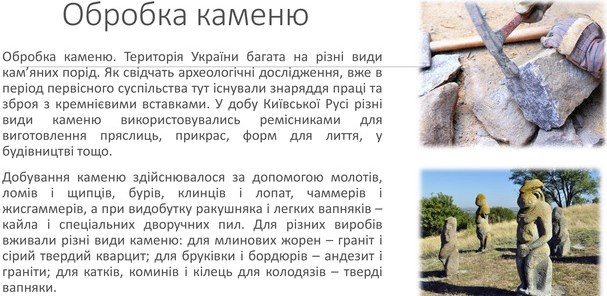 Обробка каменю
Обробка каменю. Територія України багата на різні види
кам’яних порід. Як свідчать археологічні дослідження, вже в
період первісного суспільства тут існували знаряддя праці та
зброя з кремнієвими вставками. У добу Київської Русі різні
види каменю використовувались ремісниками для
виготовлення пряслиць, прикрас, форм для лиття, у
будівництві тощо.
Добування каменю здійснювалося за допомогою молотів,
ломів і щипців, бурів, клинців і лопат, чаммерів і
жисгаммерів, а при видобутку ракушняка і легких вапняків –
кайла і спеціальних дворучних пил. Для різних виробів
вживали різні види каменю: для млинових жорен – граніт і
сірий твердий кварцит; для бруківки і бордюрів – андезит і
граніти; для катків, коминів і кілець для колодязів – тверді
вапняки.